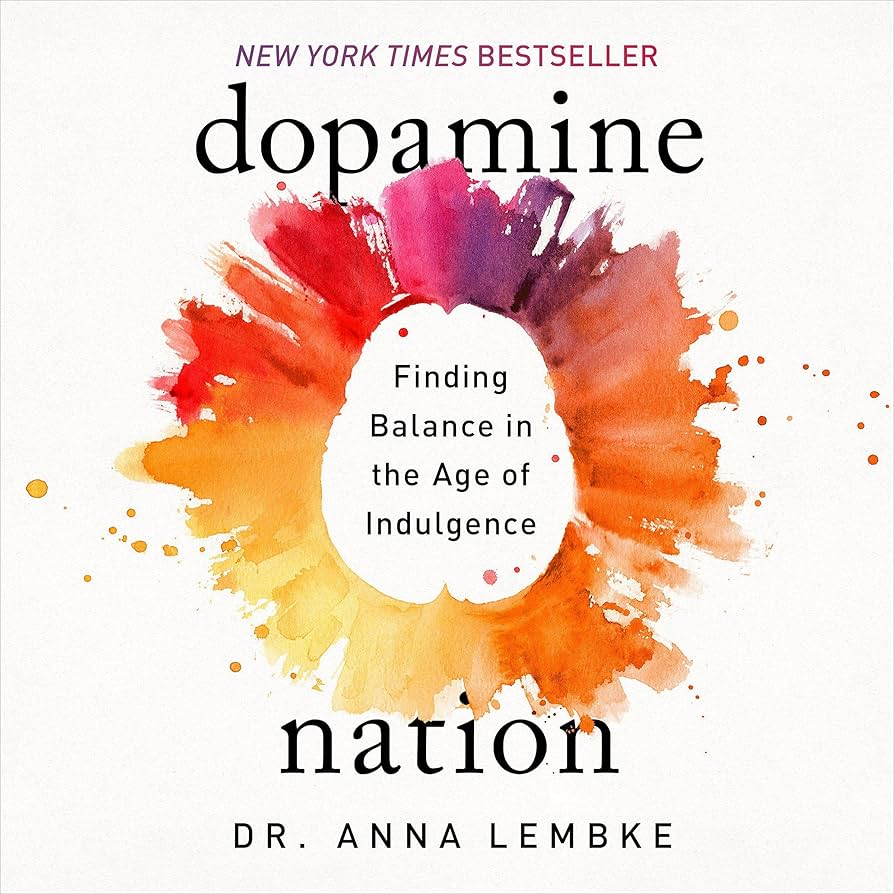 NEW YORK TIMES BESTSELLER
dopamine
Finding
Balance in
the Age of
Indulgence
nation
DR. ANNA LEMBKE